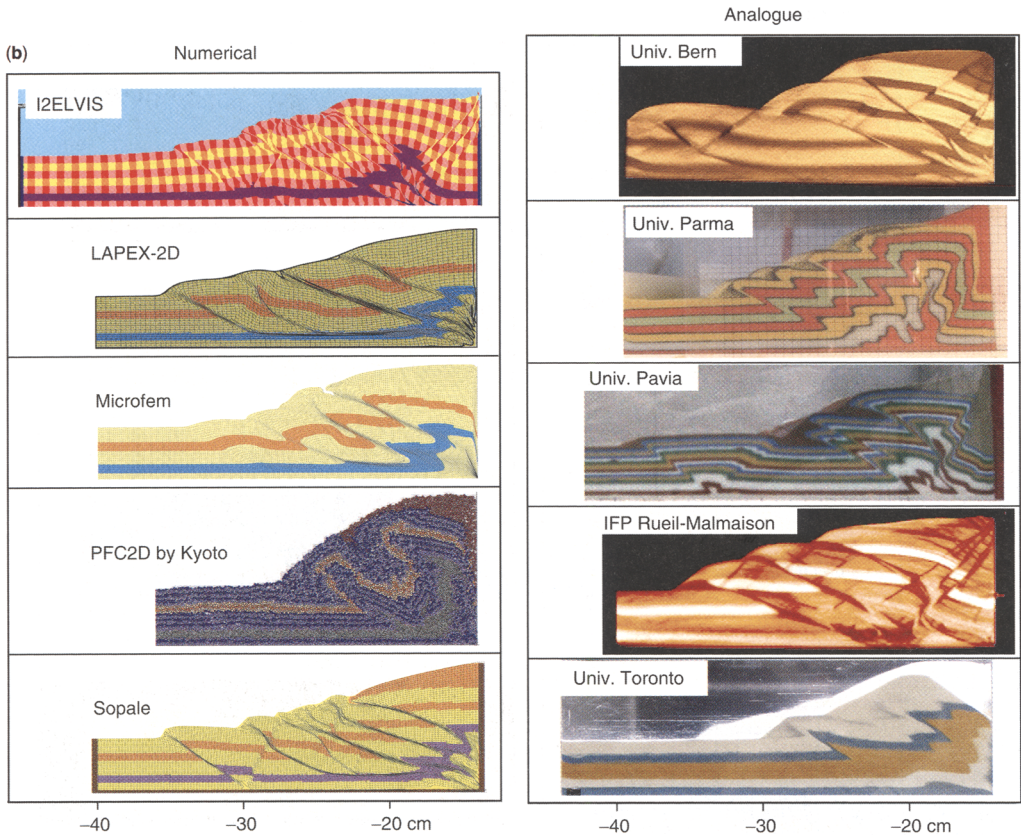 (b)
Numerical
I2ELVIS
LAPEX-2D
Microfem
PFC2D by Kyoto
Sopale
−40 −30 −20 cm
Analogue
Univ. Bern
Univ. Parma
Univ. Pavia
IFP Rueil-Malmaison
Univ. Toronto
−40 −30 −20 cm